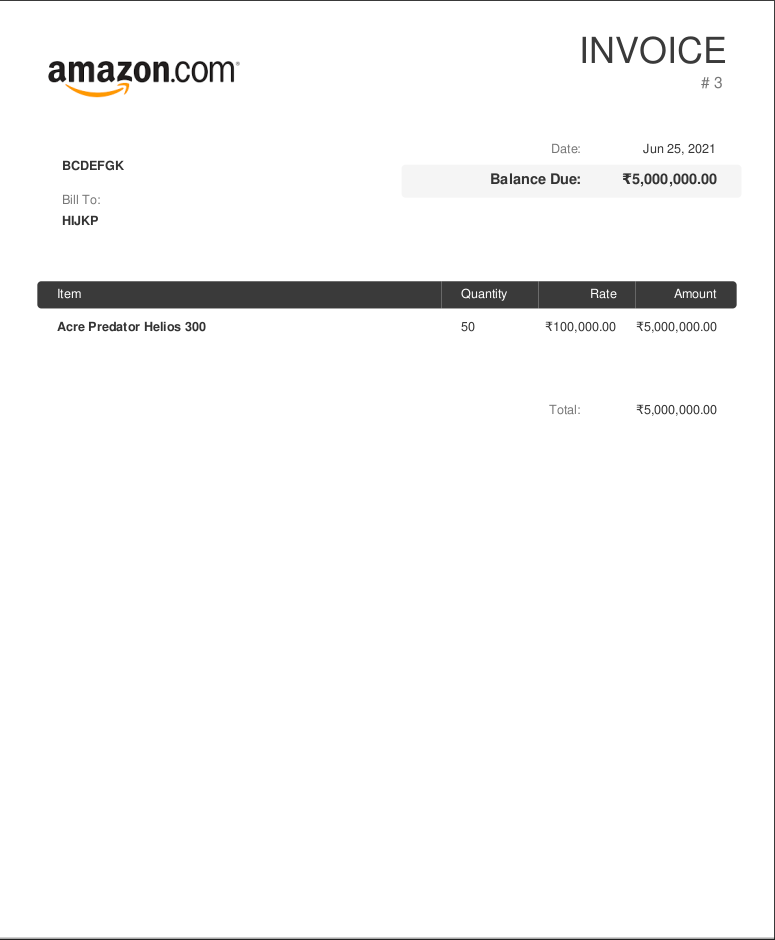 amazon.com
INVOICE
# 3
Date: Jun 25, 2021
BCDEFGK
Balance Due: ₹5,000,000.00
Bill To:
HIJKP
Item Quantity Rate Amount
Acre Predator Helios 300 50 ₹100,000.00 ₹5,000,000.00
Total: ₹5,000,000.00